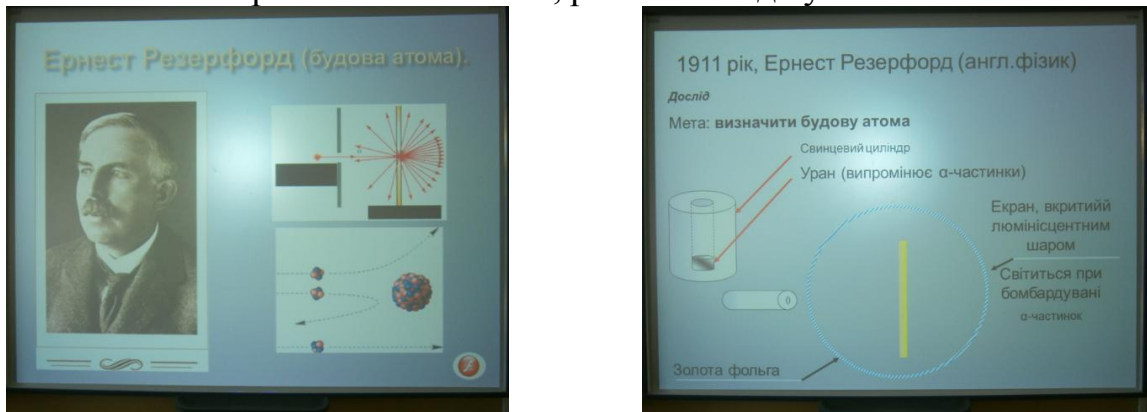 Ернест Резерфорд (будова атома).
α
1911 рік, Ернест Резерфорд (англ.фізик)
Дослід
Мета: визначити будову атома
Свинцевий циліндр
Уран (випромінює α-частинки)
Екран, вкритийй
люмінісцентним
шаром
Світиться при
бомбардувані
α-частинок
Золота фольга